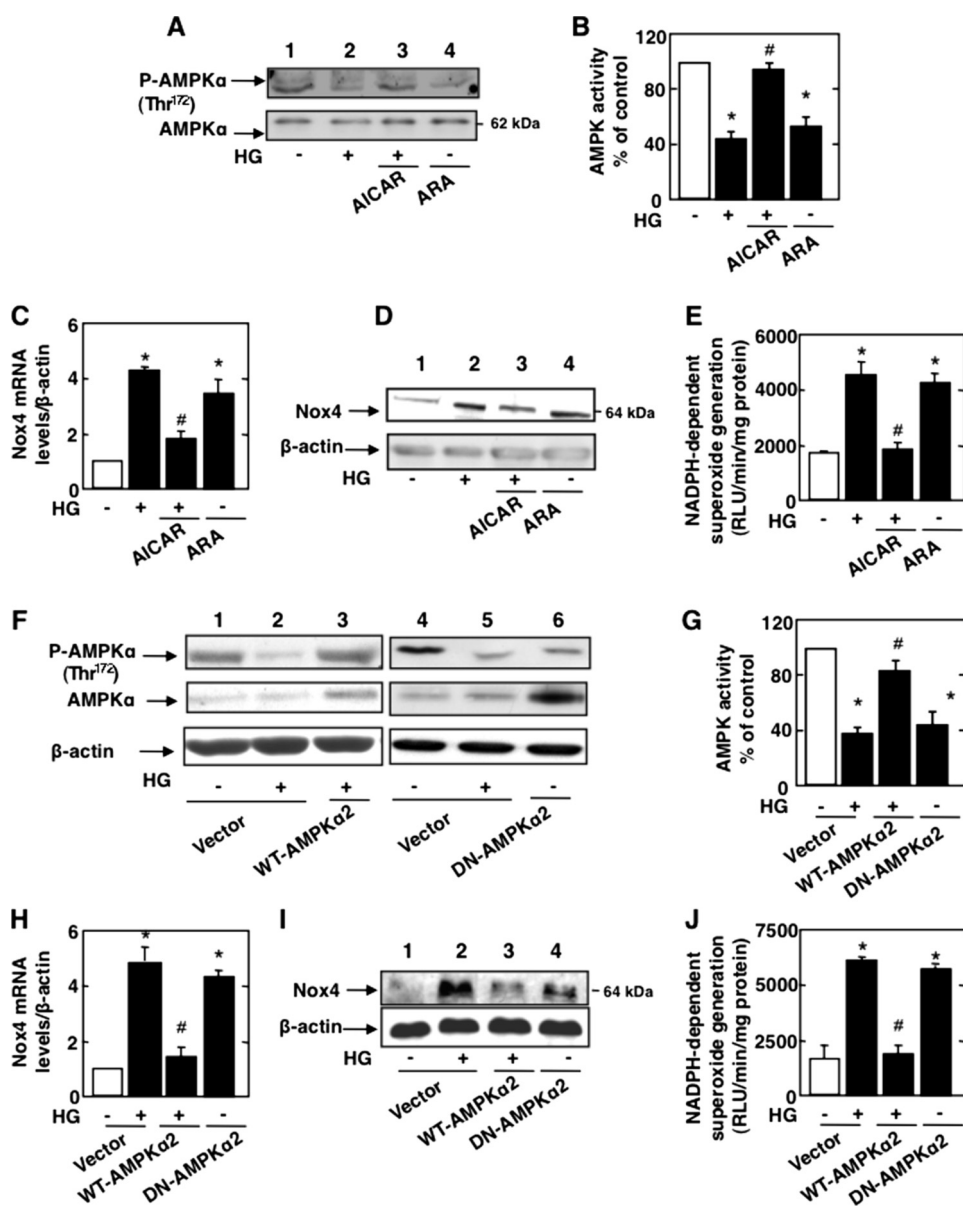 A
1 2 3 4
P-AMPKα
(Thr¹⁷²)
AMPKα
62 kDa
HG - + + -
AICAR ARA
B
AMPK activity
% of control
120
80
40
0
* # *
HG - + + -
AICAR ARA
C
Nox4 mRNA
levels/β-actin
6
4
2
0
* # *
HG - + + -
AICAR ARA
D
1 2 3 4
Nox4
64 kDa
β-actin
HG - + + -
AICAR ARA
E
NADPH-dependent
superoxide generation
(RLU/min/mg protein)
6000
4000
2000
0
* # *
HG - + + -
AICAR ARA
F
1 2 3 4 5 6
P-AMPKα
(Thr¹⁷²)
AMPKα
β-actin
HG - + + - + -
Vector WT-AMPKα2 Vector DN-AMPKα2
G
AMPK activity
% of control
120
80
40
0
* # *
HG - + + -
Vector WT-AMPKα2 DN-AMPKα2
H
Nox4 mRNA
levels/β-actin
6
4
2
0
* # *
HG - + + -
Vector WT-AMPKα2 DN-AMPKα2
I
1 2 3 4
Nox4
64 kDa
β-actin
HG - + + -
Vector WT-AMPKα2 DN-AMPKα2
J
NADPH-dependent
superoxide generation
(RLU/min/mg protein)
7500
5000
2500
0
* # *
HG - + + -
Vector WT-AMPKα2 DN-AMPKα2